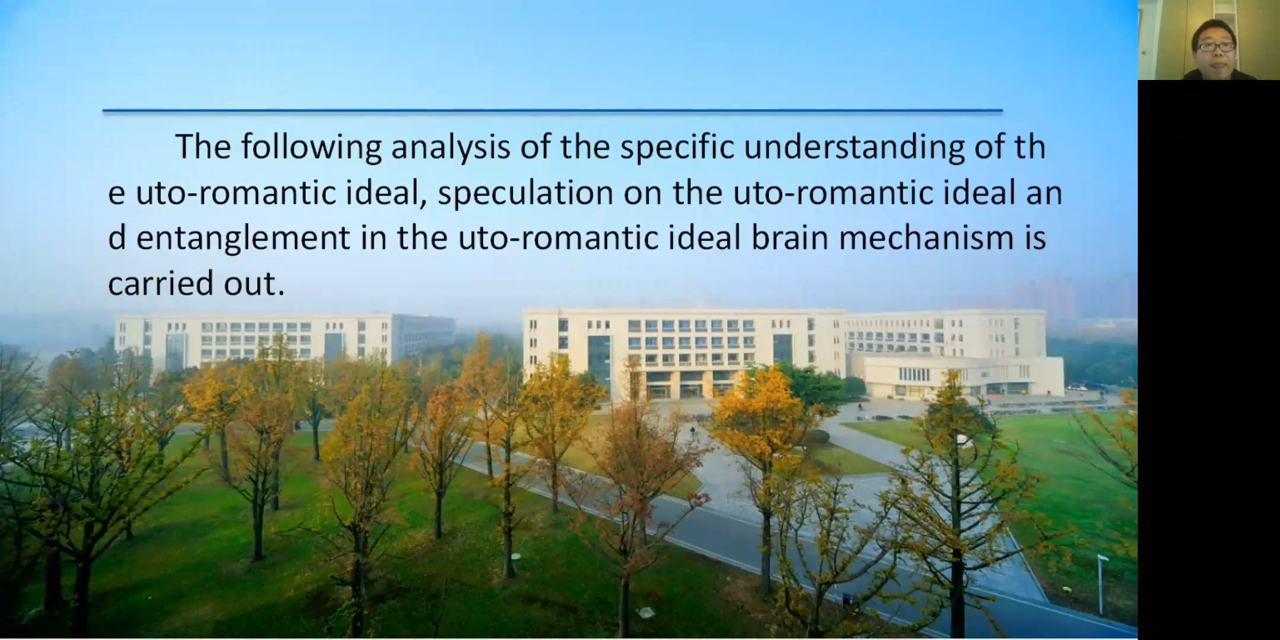 The following analysis of the specific understanding of th
e uto-romantic ideal, speculation on the uto-romantic ideal an
d entanglement in the uto-romantic ideal brain mechanism is
carried out.